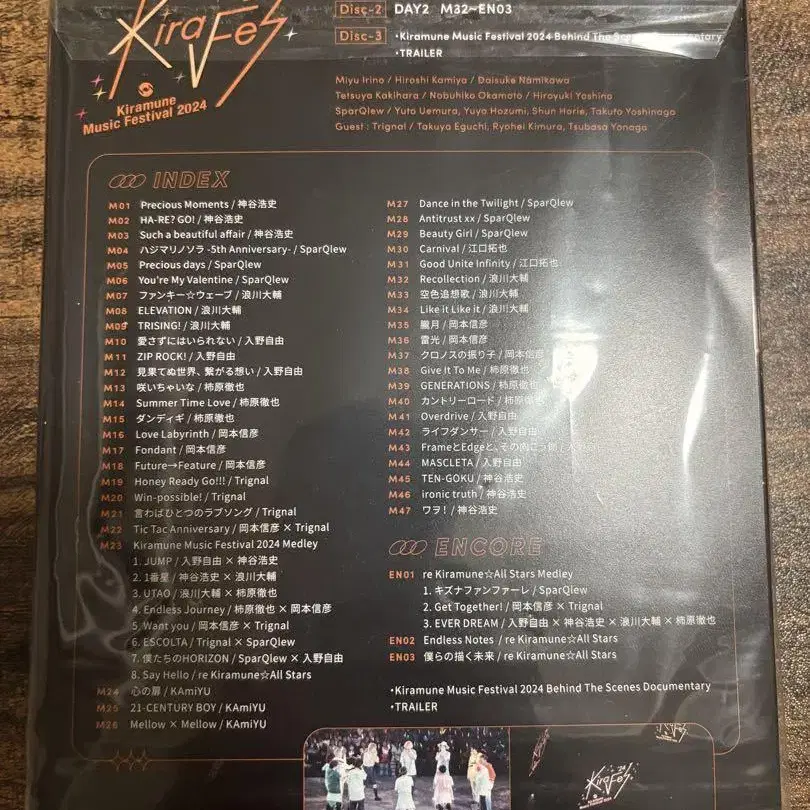 Kira Fes
Kiramune
Music Festival 2024
Disc-2 DAY2 M32~EN03
Disc-3 ・Kiramune Music Festival 2024 Behind The Scenes Documentary
・TRAILER
Miyu Irino / Hiroshi Kamiya / Daisuke Namikawa
Tetsuya Kakihara / Nobuhiko Okamoto / Hiroyuki Yoshino
SparQlew / Yuto Uemura, Yuya Hozumi, Shun Horie, Takuto Yoshinaga
Guest : Trignal / Takuya Eguchi, Ryohei Kimura, Tsubasa Yonaga
INDEX
M01 Precious Moments / 神谷浩史
M02 HA-RE? GO! / 神谷浩史
M03 Such a beautiful affair / 神谷浩史
M04 ハジマリノソラ -5th Anniversary- / SparQlew
M05 Precious days / SparQlew
M06 You're My Valentine / SparQlew
M07 ファンキー☆ウェーブ / 浪川大輔
M08 ELEVATION / 浪川大輔
M09 TRISING! / 浪川大輔
M10 愛さずにはいられない / 入野自由
M11 ZIP ROCK! / 入野自由
M12 見果てぬ世界、繋がる想い / 入野自由
M13 咲いちゃいな / 柿原徹也
M14 Summer Time Love / 柿原徹也
M15 ダンディギ / 柿原徹也
M16 Love Labyrinth / 岡本信彦
M17 Fondant / 岡本信彦
M18 Future→Feature / 岡本信彦
M19 Honey Ready Go!!! / Trignal
M20 Win-possible! / Trignal
M21 言わばひとつのラブソング / Trignal
M22 Tic Tac Anniversary / 岡本信彦 × Trignal
M23 Kiramune Music Festival 2024 Medley
1. JUMP / 入野自由 × 神谷浩史
2. 1番星 / 神谷浩史 × 浪川大輔
3. UTAO / 浪川大輔 × 柿原徹也
4. Endless Journey / 柿原徹也 × 岡本信彦
5. Want you / 岡本信彦 × Trignal
6. ESCOLTA / Trignal × SparQlew
7. 僕たちのHORIZON / SparQlew × 入野自由
8. Say Hello / re Kiramune☆All Stars
M24 心の扉 / KAmiYU
M25 21-CENTURY BOY / KAmiYU
M26 Mellow × Mellow / KAmiYU
M27 Dance in the Twilight / SparQlew
M28 Antitrust xx / SparQlew
M29 Beauty Girl / SparQlew
M30 Carnival / 江口拓也
M31 Good Unite Infinity / 江口拓也
M32 Recollection / 浪川大輔
M33 空色追想歌 / 浪川大輔
M34 Like it Like it / 浪川大輔
M35 朧月 / 岡本信彦
M36 雷光 / 岡本信彦
M37 クロノスの振り子 / 岡本信彦
M38 Give It To Me / 柿原徹也
M39 GENERATIONS / 柿原徹也
M40 カントリーロード / 柿原徹也
M41 Overdrive / 入野自由
M42 ライフダンサー / 入野自由
M43 FrameとEdgeと、その向こう側 / 入野自由
M44 MASCLETA / 入野自由
M45 TEN-GOKU / 神谷浩史
M46 ironic truth / 神谷浩史
M47 ワヲ! / 神谷浩史
ENCORE
EN01 re Kiramune☆All Stars Medley
1. キズナファンファーレ / SparQlew
2. Get Together! / 岡本信彦 × Trignal
3. EVER DREAM / 入野自由 × 神谷浩史 × 浪川大輔 × 柿原徹也
EN02 Endless Notes / re Kiramune☆All Stars
EN03 僕らの描く未来 / re Kiramune☆All Stars
・Kiramune Music Festival 2024 Behind The Scenes Documentary
・TRAILER
Kira Fes